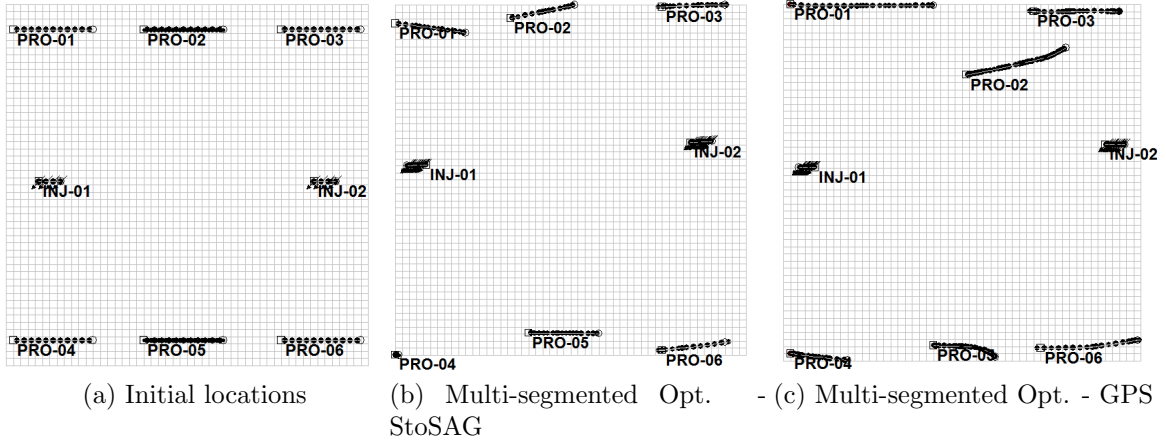 PRO-01 PRO-02 PRO-03
INJ-01 INJ-02
PRO-04 PRO-05 PRO-06
(a) Initial locations
PRO-01 PRO-02 PRO-03
INJ-01 INJ-02
PRO-04 PRO-05 PRO-06
(b) Multi-segmented Opt. -
StoSAG
PRO-01 PRO-02 PRO-03
INJ-01 INJ-02
PRO-04 PRO-05 PRO-06
(c) Multi-segmented Opt. - GPS